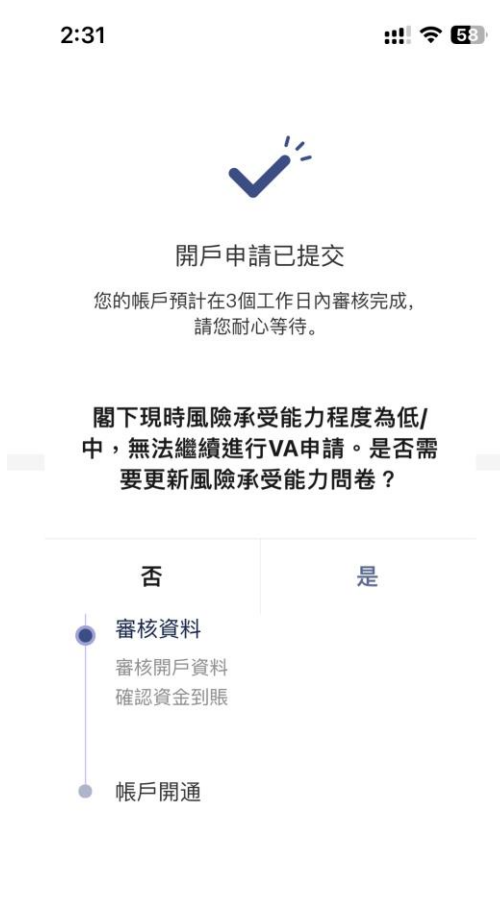 2:31
58
開戶申請已提交
您的帳戶預計在3個工作日內審核完成,
請您耐心等待。
閣下現時風險承受能力程度為低/
中，無法繼續進行VA申請。是否需
要更新風險承受能力問卷？
否
是
審核資料
審核開戶資料
確認資金到賬
帳戶開通